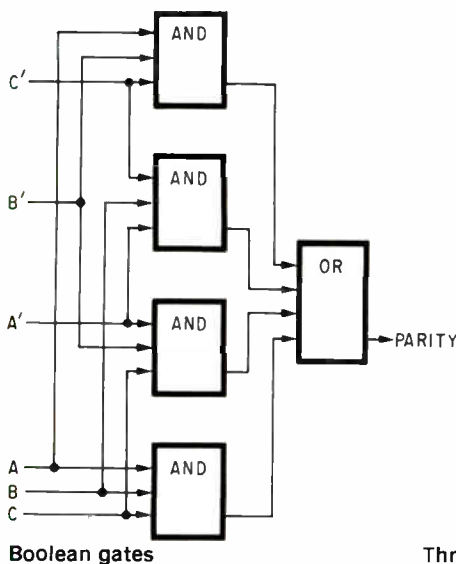 AND
C′
AND
B′
OR
A′
AND
PARITY
A
AND
B
C
Boolean gates
Thr